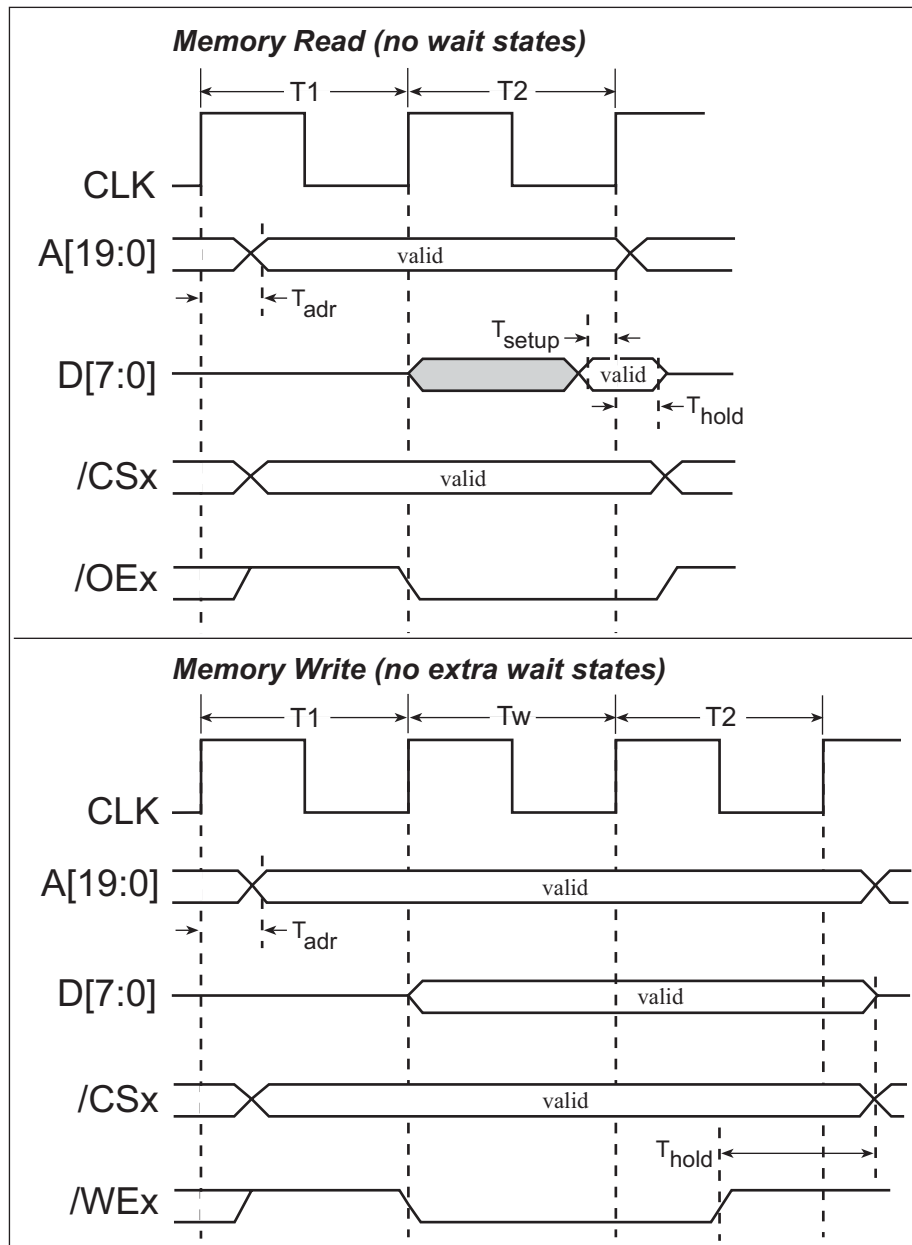 Memory Read (no wait states)
T1 T2
CLK
A[19:0] valid
Tadr
Tsetup
D[7:0] valid
Thold
/CSx valid
/OEx
Memory Write (no extra wait states)
T1 Tw T2
CLK
A[19:0] valid
Tadr
D[7:0] valid
/CSx valid
Thold
/WEx